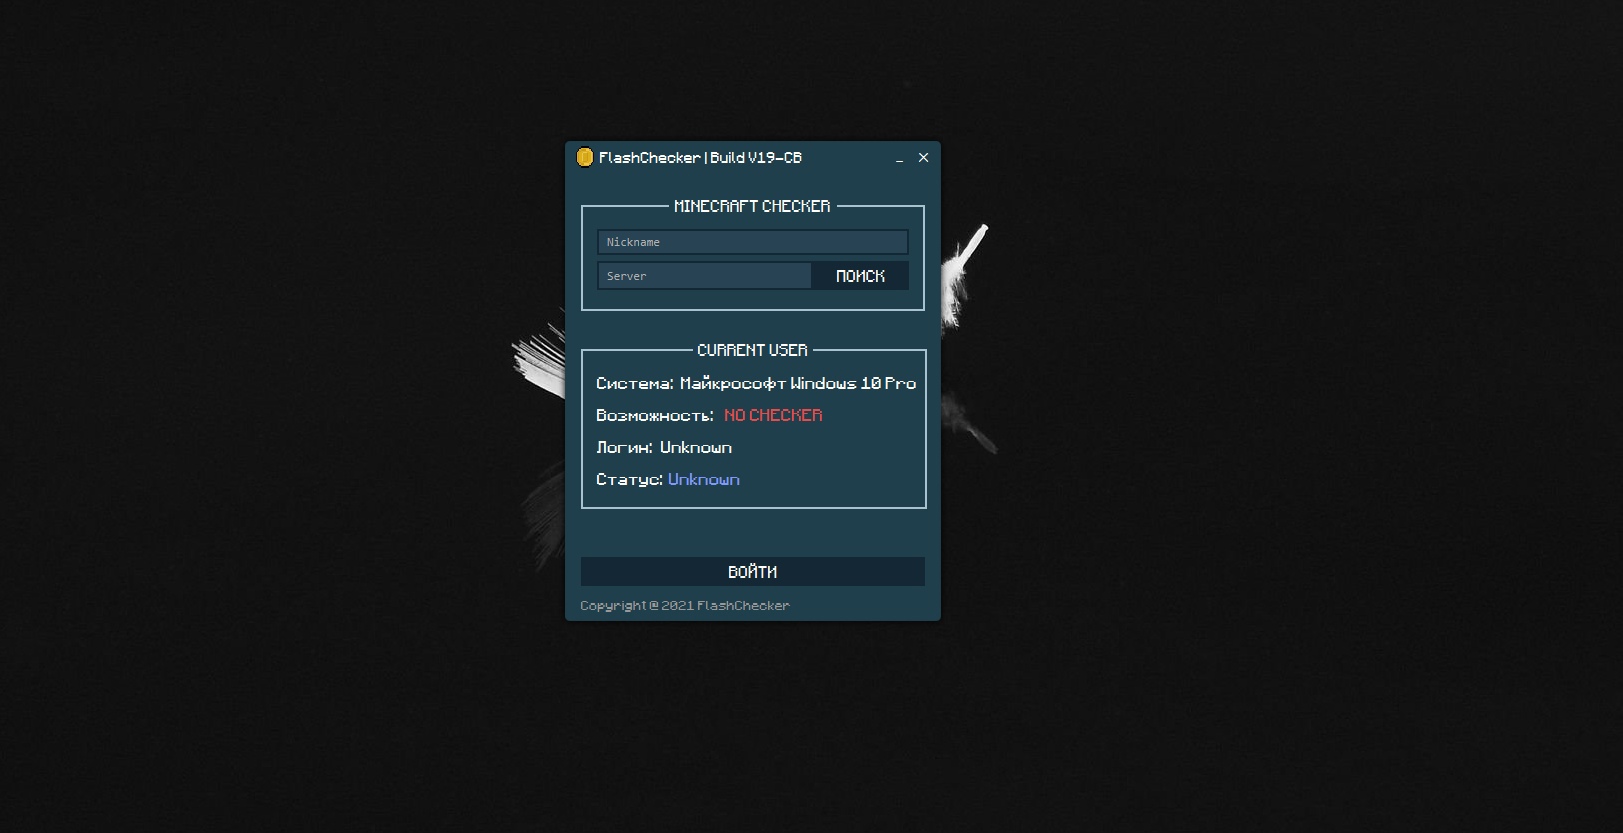 FlashChecker | Build V19-CB
MINECRAFT CHECKER
Nickname
Server
ПОИСК
CURRENT USER
Система: Майкрософт Windows 10 Pro
Возможность: NO CHECKER
Логин: Unknown
Статус: Unknown
ВОЙТИ
Copyright @ 2021 FlashChecker